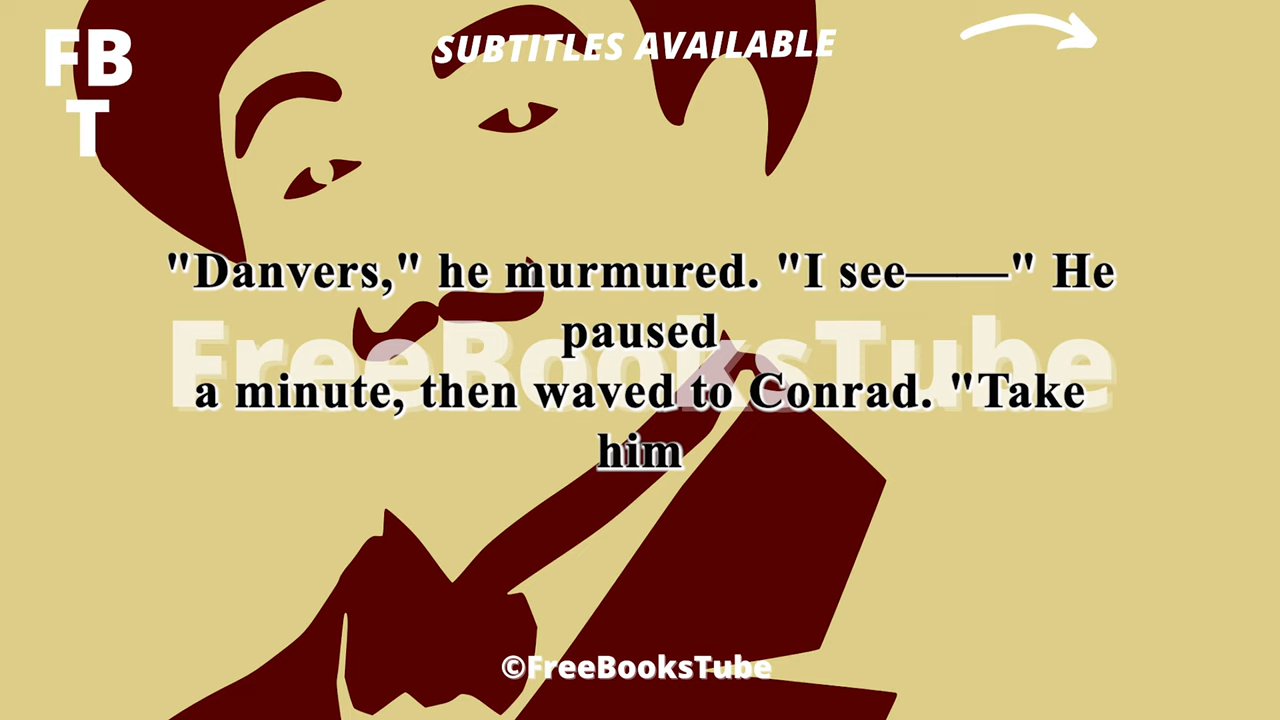 FB
T
SUBTITLES AVAILABLE
"Danvers," he murmured. "I see——" He
paused
a minute, then waved to Conrad. "Take
him
FreeBooksTube
©FreeBooksTube